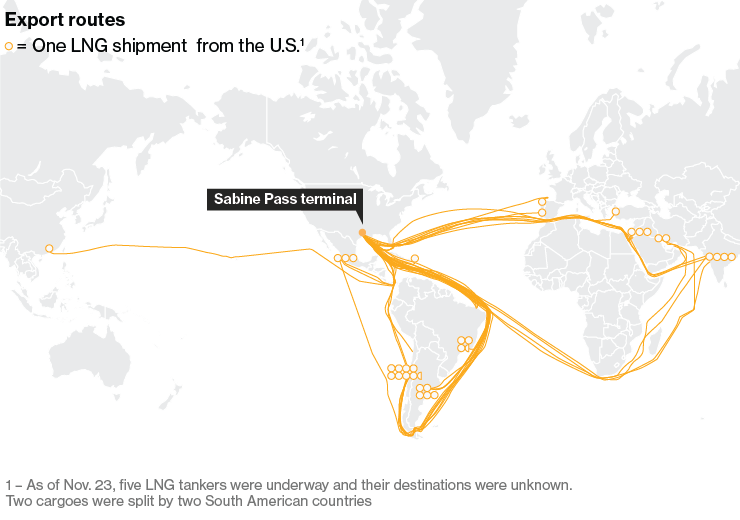 Export routes
= One LNG shipment from the U.S.¹
Sabine Pass terminal
1 – As of Nov. 23, five LNG tankers were underway and their destinations were unknown.
Two cargoes were split by two South American countries